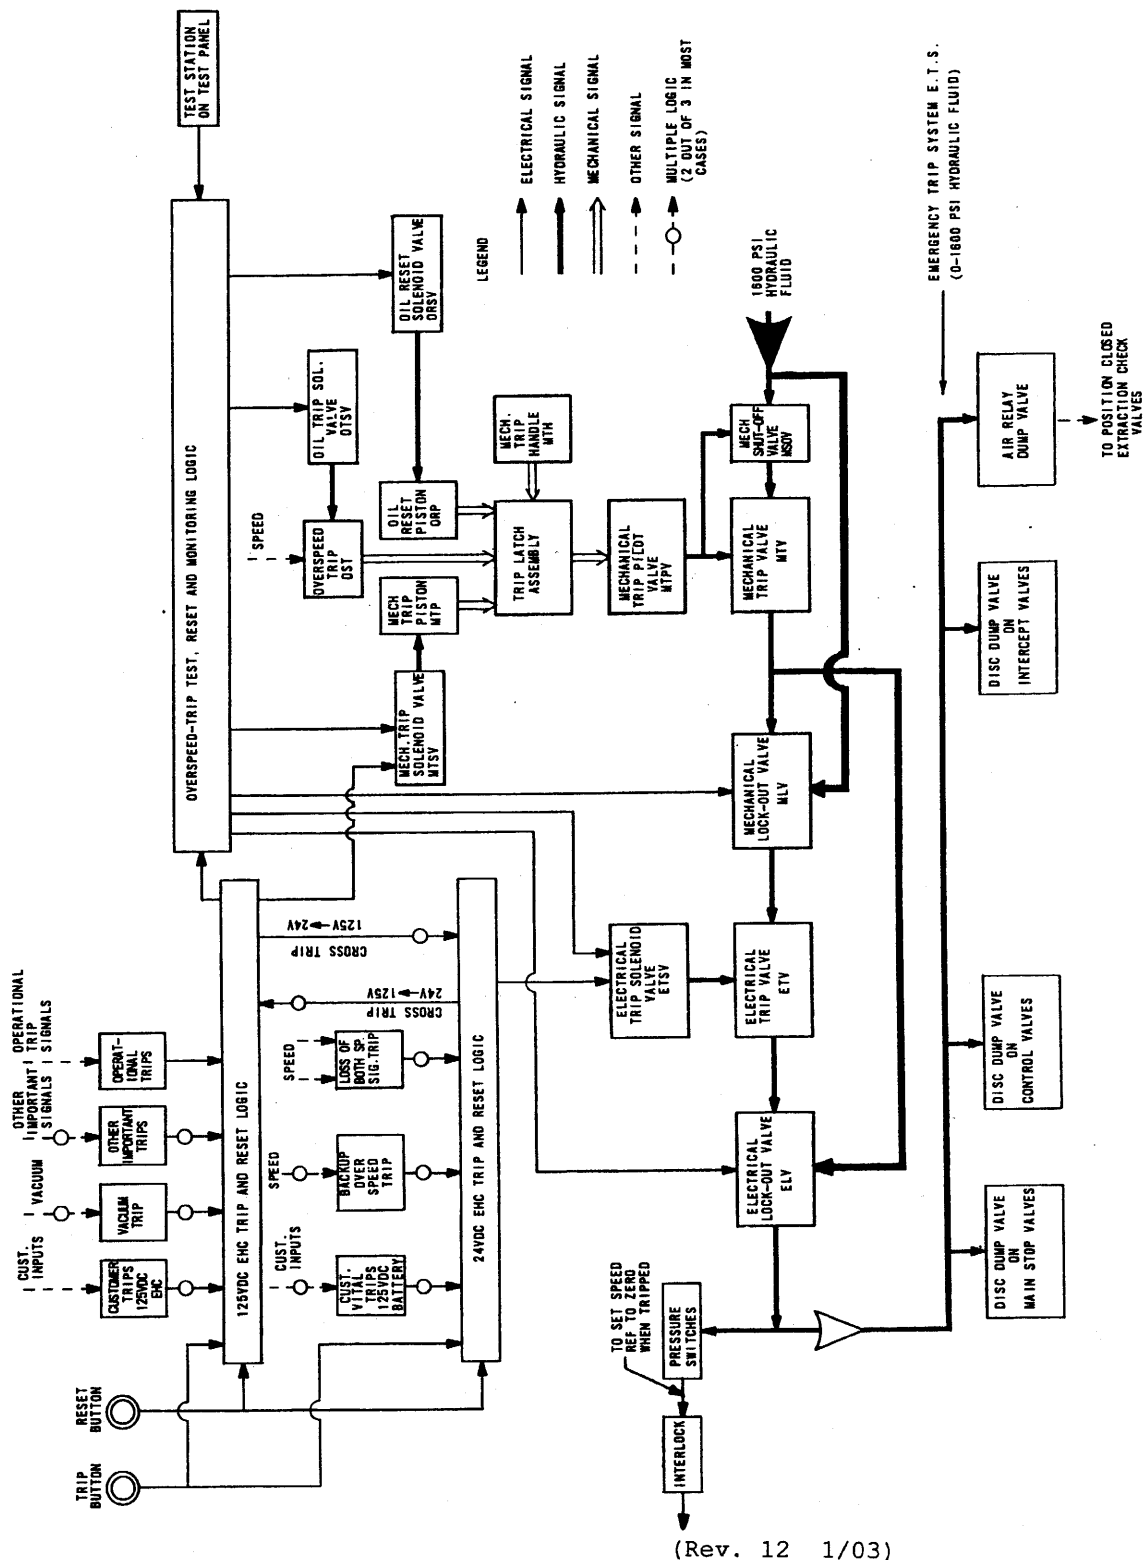 TRIP
BUTTON
RESET
BUTTON
CUST.
INPUTS
VACUUM
OTHER
IMPORTANT
SIGNALS
OPERATIONAL
TRIP
SIGNALS
CUSTOMER
TRIPS
125VDC
EHC
VACUUM
TRIP
OTHER
IMPORTANT
TRIPS
OPERAT-
IONAL
TRIPS
125VDC EHC TRIP AND RESET LOGIC
CUST.
INPUTS
SPEED
SPEED
CUST.
VITAL
TRIPS
125VDC
BATTERY
BACKUP
OVER
SPEED
TRIP
LOSS OF
BOTH SP.
SIG. TRIP
CROSS TRIP
24V→125V
CROSS TRIP
125V→24V
24VDC EHC TRIP AND RESET LOGIC
TEST STATION
ON TEST PANEL
OVERSPEED-TRIP TEST, RESET AND MONITORING LOGIC
SPEED
OIL TRIP SOL.
VALVE
OTSV
OIL RESET
SOLENOID VALVE
ORSV
OVERSPEED
TRIP
OST
MECH. TRIP
SOLENOID VALVE
MTSV
MECH
TRIP
PISTON
MTP
OIL
RESET
PISTON
ORP
TRIP LATCH
ASSEMBLY
MECH.
TRIP
HANDLE
MTH
MECHANICAL
TRIP PILOT
VALVE
MTPV
LEGEND
ELECTRICAL SIGNAL
HYDRAULIC SIGNAL
MECHANICAL SIGNAL
OTHER SIGNAL
MULTIPLE LOGIC
(2 OUT OF 3 IN MOST
CASES)
ELECTRICAL
TRIP SOLENOID
VALVE
ETSV
TO SET SPEED
REF TO ZERO
WHEN TRIPPED
INTERLOCK
PRESSURE
SWITCHES
ELECTRICAL
LOCK-OUT VALVE
ELV
ELECTRICAL
TRIP VALVE
ETV
MECHANICAL
LOCK-OUT VALVE
MLV
MECHANICAL
TRIP VALVE
MTV
MECH
SHUT-OFF
VALVE
MSOV
1600 PSI
HYDRAULIC
FLUID
EMERGENCY TRIP SYSTEM E.T.S.
(0-1600 PSI HYDRAULIC FLUID)
DISC DUMP VALVE
ON
MAIN STOP VALVES
DISC DUMP VALVE
ON
CONTROL VALVES
DISC DUMP VALVE
ON
INTERCEPT VALVES
AIR RELAY
DUMP VALVE
TO POSITION CLOSED
EXTRACTION CHECK
VALVES
(Rev. 12 1/03)